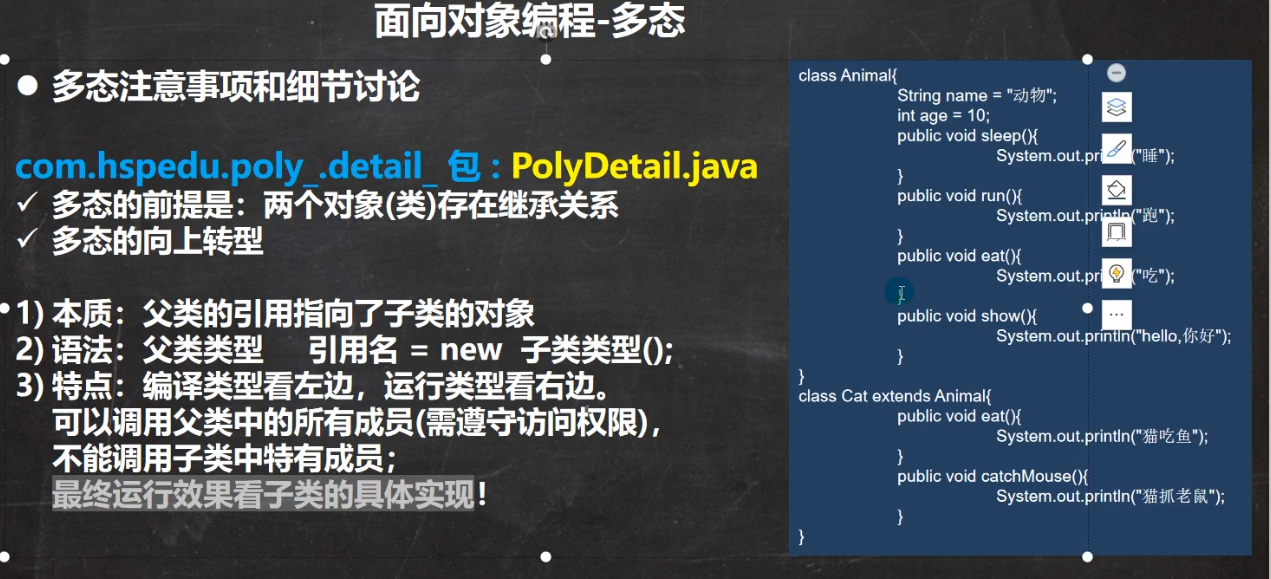 面向对象编程-多态
● 多态注意事项和细节讨论
com.hspedu.poly_.detail_ 包 : PolyDetail.java
✓ 多态的前提是：两个对象(类)存在继承关系
✓ 多态的向上转型
1) 本质：父类的引用指向了子类的对象
2) 语法：父类类型 引用名 = new 子类类型();
3) 特点：编译类型看左边，运行类型看右边。
可以调用父类中的所有成员(需遵守访问权限)，
不能调用子类中特有成员；
最终运行效果看子类的具体实现！
class Animal{
String name = "动物";
int age = 10;
public void sleep(){
System.out.pri ("睡");
}
public void run(){
System.out.println("跑");
}
public void eat(){
System.out.pri ("吃");
}
public void show(){
System.out.println("hello,你好");
}
}
class Cat extends Animal{
public void eat(){
System.out.println("猫吃鱼");
}
public void catchMouse(){
System.out.println("猫抓老鼠");
}
}